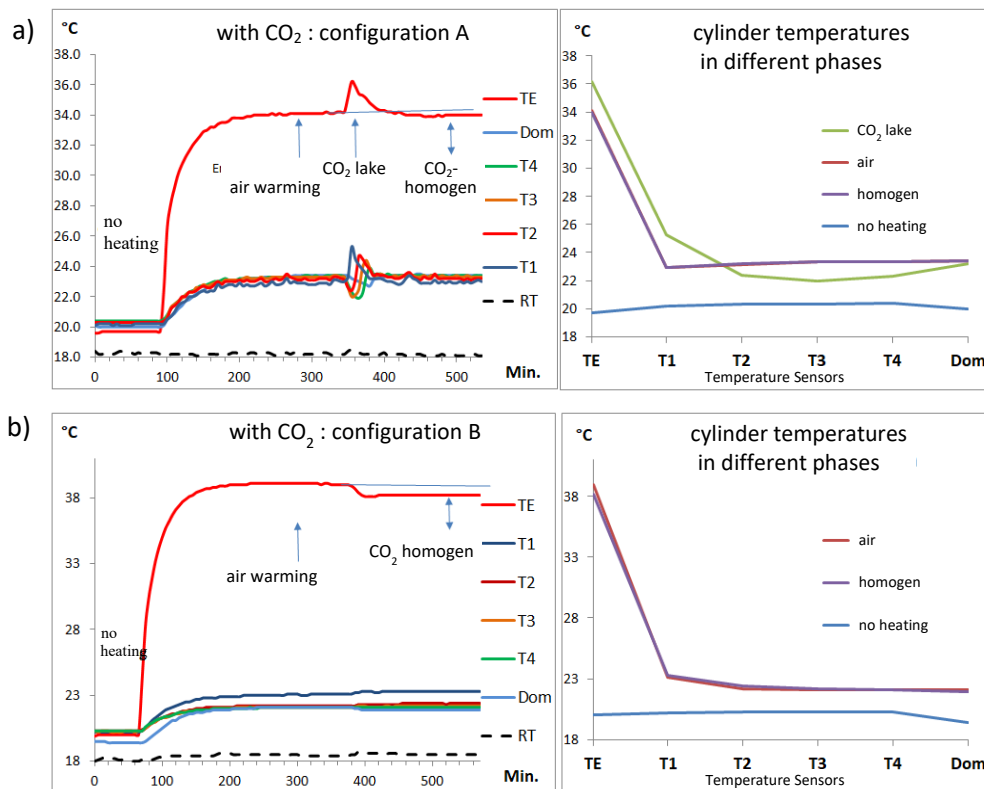 a)
°C
with CO₂ : configuration A
38.0
36.0
34.0
32.0
30.0
28.0
26.0
24.0
22.0
20.0
18.0
0 100 200 300 400 500
Min.
no
heating
air warming
CO₂ lake
CO₂-
homogen
TE
Dom
T4
T3
T2
T1
RT
cylinder temperatures
in different phases
°C
38
36
34
32
30
28
26
24
22
20
18
CO₂ lake
air
homogen
no heating
TE T1 T2 T3 T4 Dom
Temperature Sensors
b)
°C
with CO₂ : configuration B
38
33
28
23
18
0 100 200 300 400 500
Min.
no
heating
air warming
CO₂ homogen
TE
T1
T2
T3
T4
Dom
RT
cylinder temperatures
in different phases
°C
38
33
28
23
18
air
homogen
no heating
TE T1 T2 T3 T4 Dom
Temperature Sensors